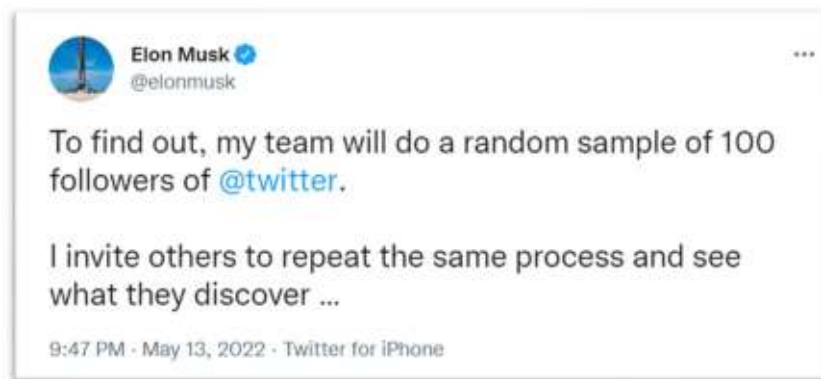 Elon Musk
@elonmusk
...
To find out, my team will do a random sample of 100
followers of @twitter.
I invite others to repeat the same process and see
what they discover ...
9:47 PM · May 13, 2022 · Twitter for iPhone